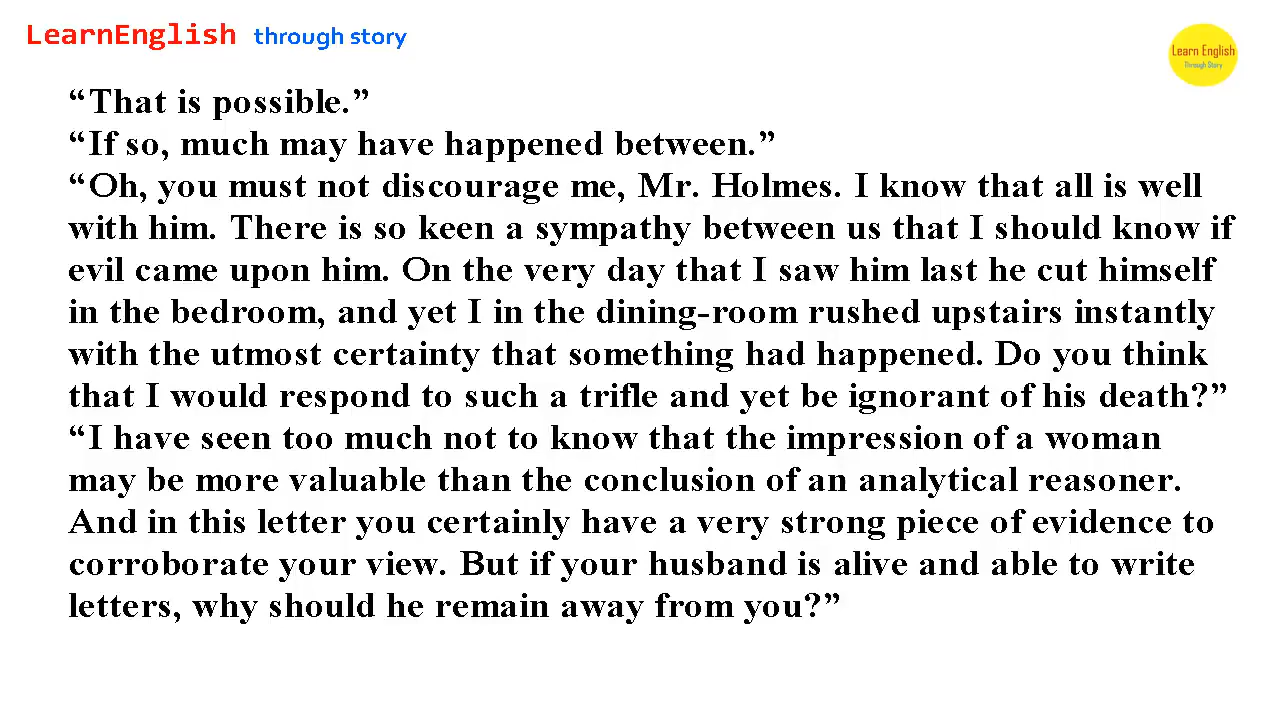 LearnEnglish through story
Learn English
Through Story
“That is possible.”
“If so, much may have happened between.”
“Oh, you must not discourage me, Mr. Holmes. I know that all is well
with him. There is so keen a sympathy between us that I should know if
evil came upon him. On the very day that I saw him last he cut himself
in the bedroom, and yet I in the dining-room rushed upstairs instantly
with the utmost certainty that something had happened. Do you think
that I would respond to such a trifle and yet be ignorant of his death?”
“I have seen too much not to know that the impression of a woman
may be more valuable than the conclusion of an analytical reasoner.
And in this letter you certainly have a very strong piece of evidence to
corroborate your view. But if your husband is alive and able to write
letters, why should he remain away from you?”